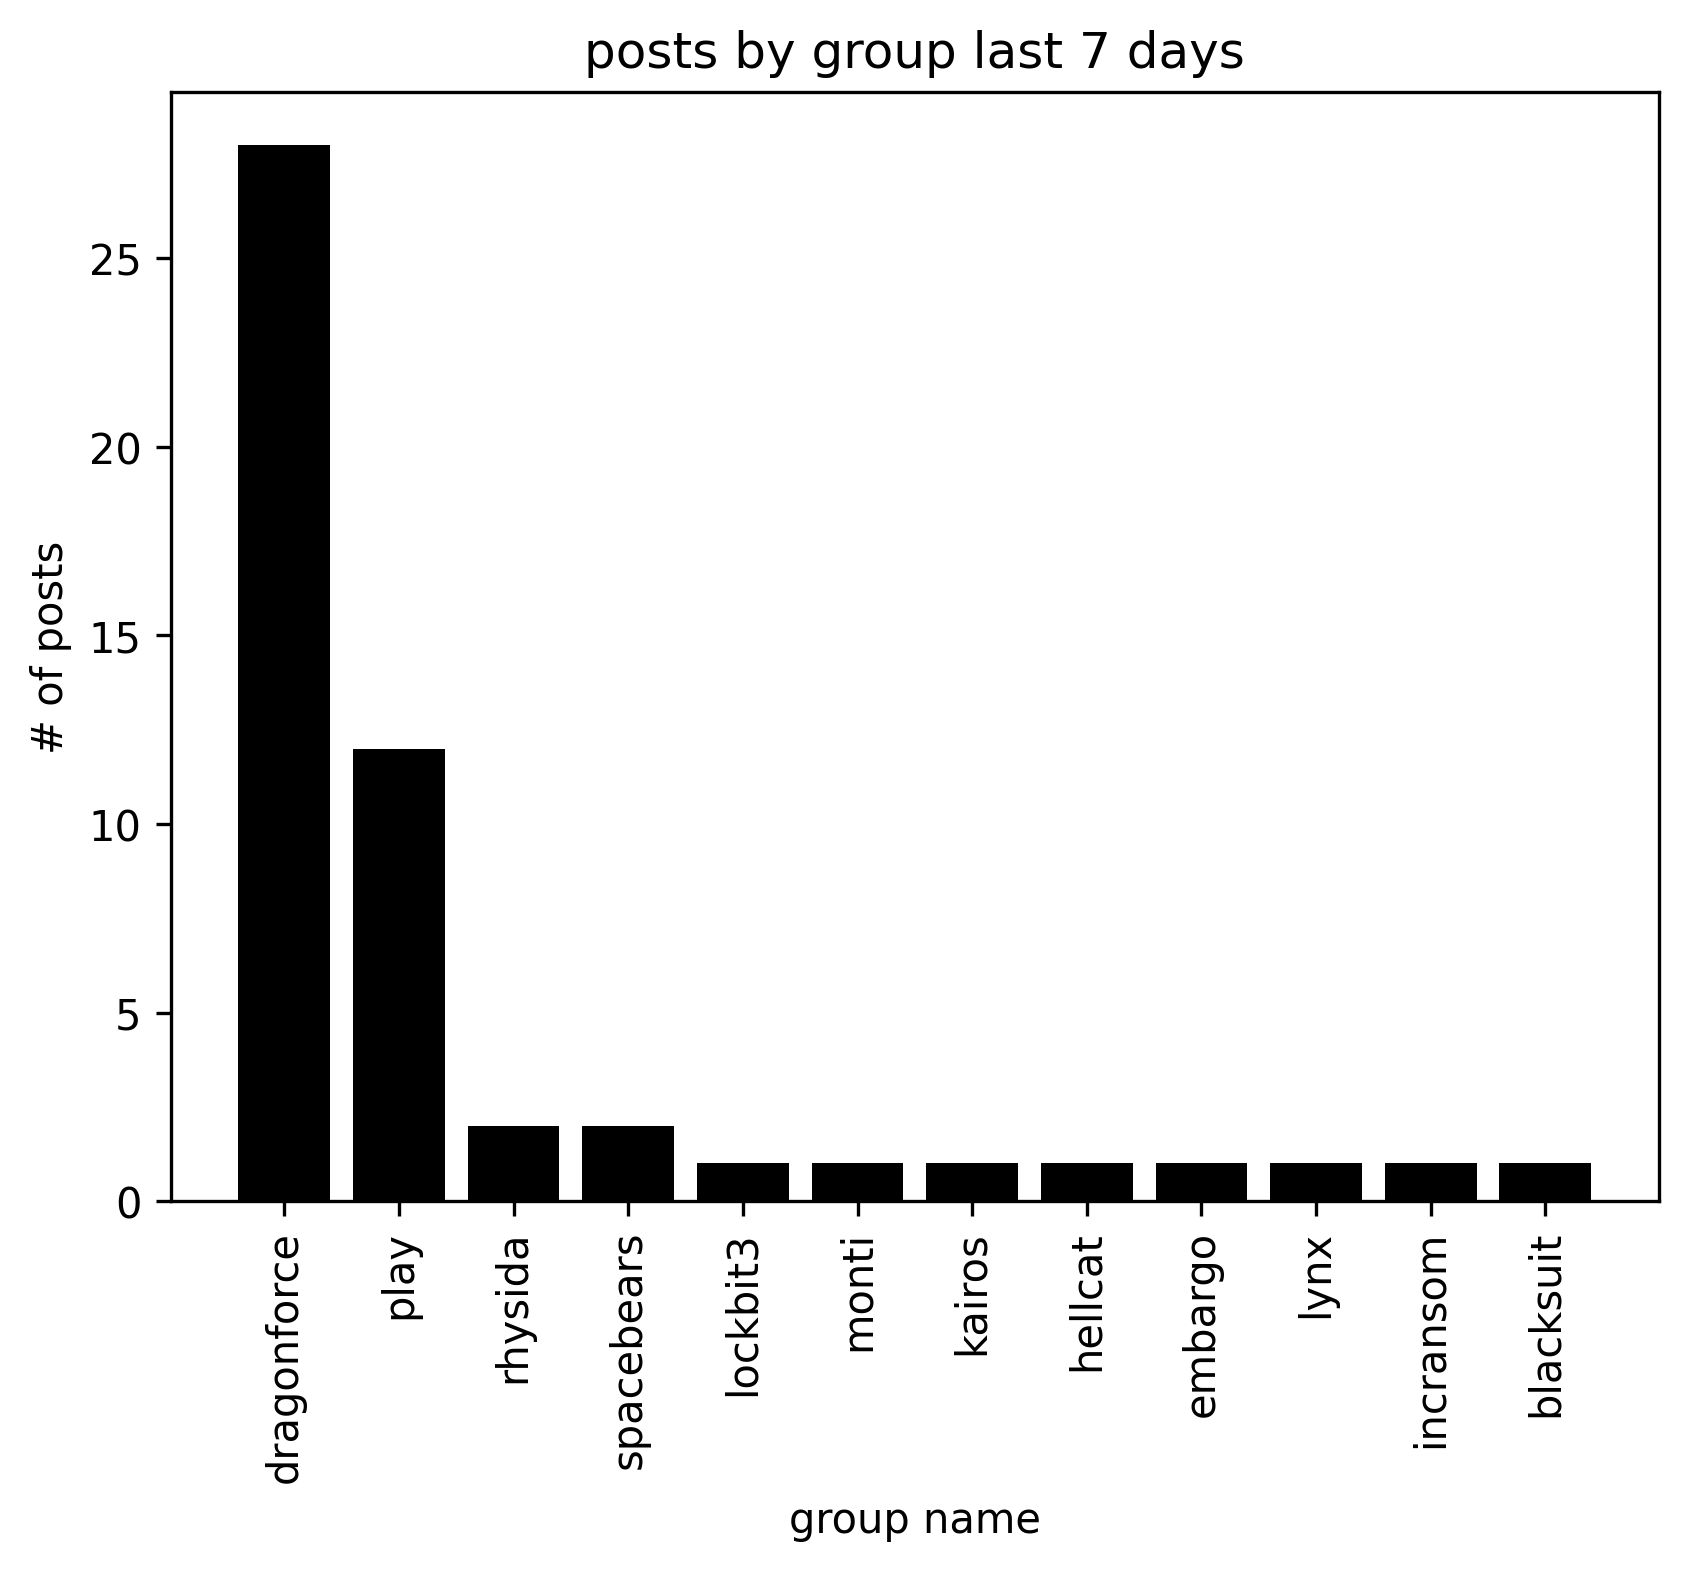 posts by group last 7 days
# of posts
25
20
15
10
5
0
dragonforce
play
rhysida
spacebears
lockbit3
monti
kairos
hellcat
embargo
lynx
incransom
blacksuit
group name